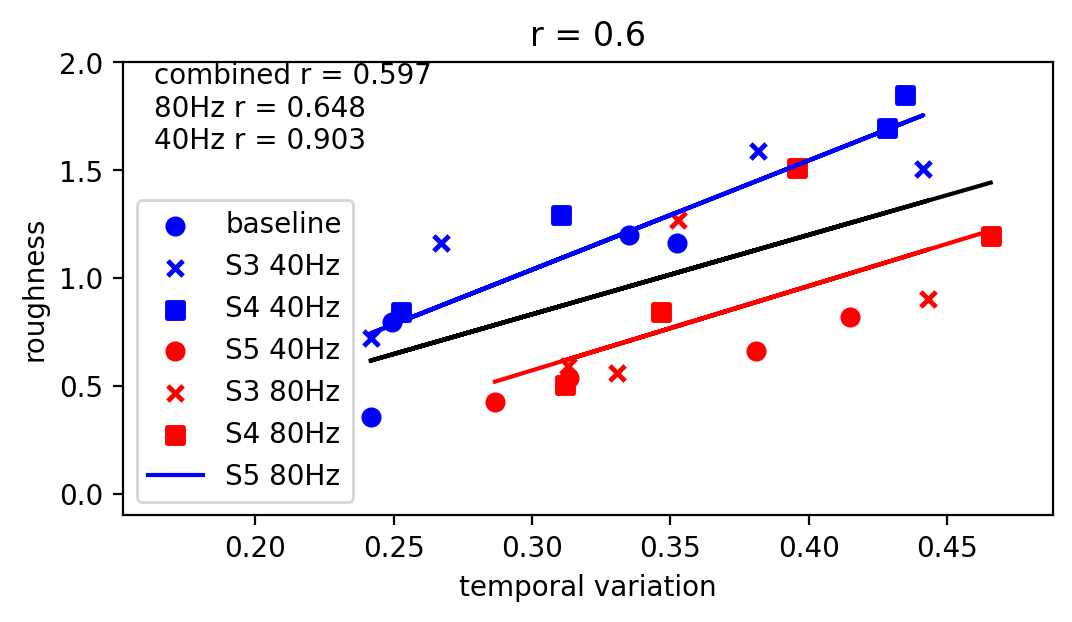 r = 0.6
combined r = 0.597
80Hz r = 0.648
40Hz r = 0.903
baseline
S3 40Hz
S4 40Hz
S5 40Hz
S3 80Hz
S4 80Hz
S5 80Hz
roughness
2.0
1.5
1.0
0.5
0.0
0.20 0.25 0.30 0.35 0.40 0.45
temporal variation